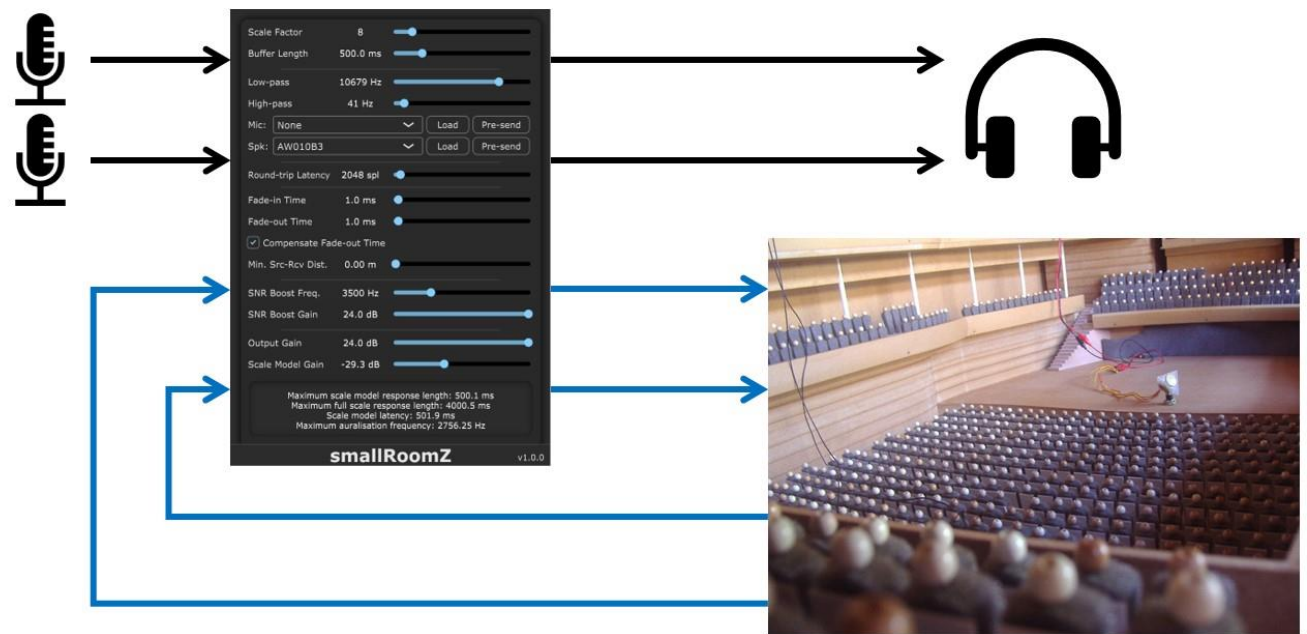 Scale Factor 8
Buffer Length 500.0 ms
Low-pass 10679 Hz
High-pass 41 Hz
Mic: None Load Pre-send
Spk: AW010B3 Load Pre-send
Round-trip Latency 2048 spl
Fade-in Time 1.0 ms
Fade-out Time 1.0 ms
Compensate Fade-out Time
Min. Src-Rcv Dist. 0.00 m
SNR Boost Freq. 3500 Hz
SNR Boost Gain 24.0 dB
Output Gain 24.0 dB
Scale Model Gain -29.3 dB
Maximum scale model response length: 500.1 ms
Maximum full scale response length: 4000.5 ms
Scale model latency: 501.9 ms
Maximum auralisation frequency: 2756.25 Hz
smallRoomZ v1.0.0